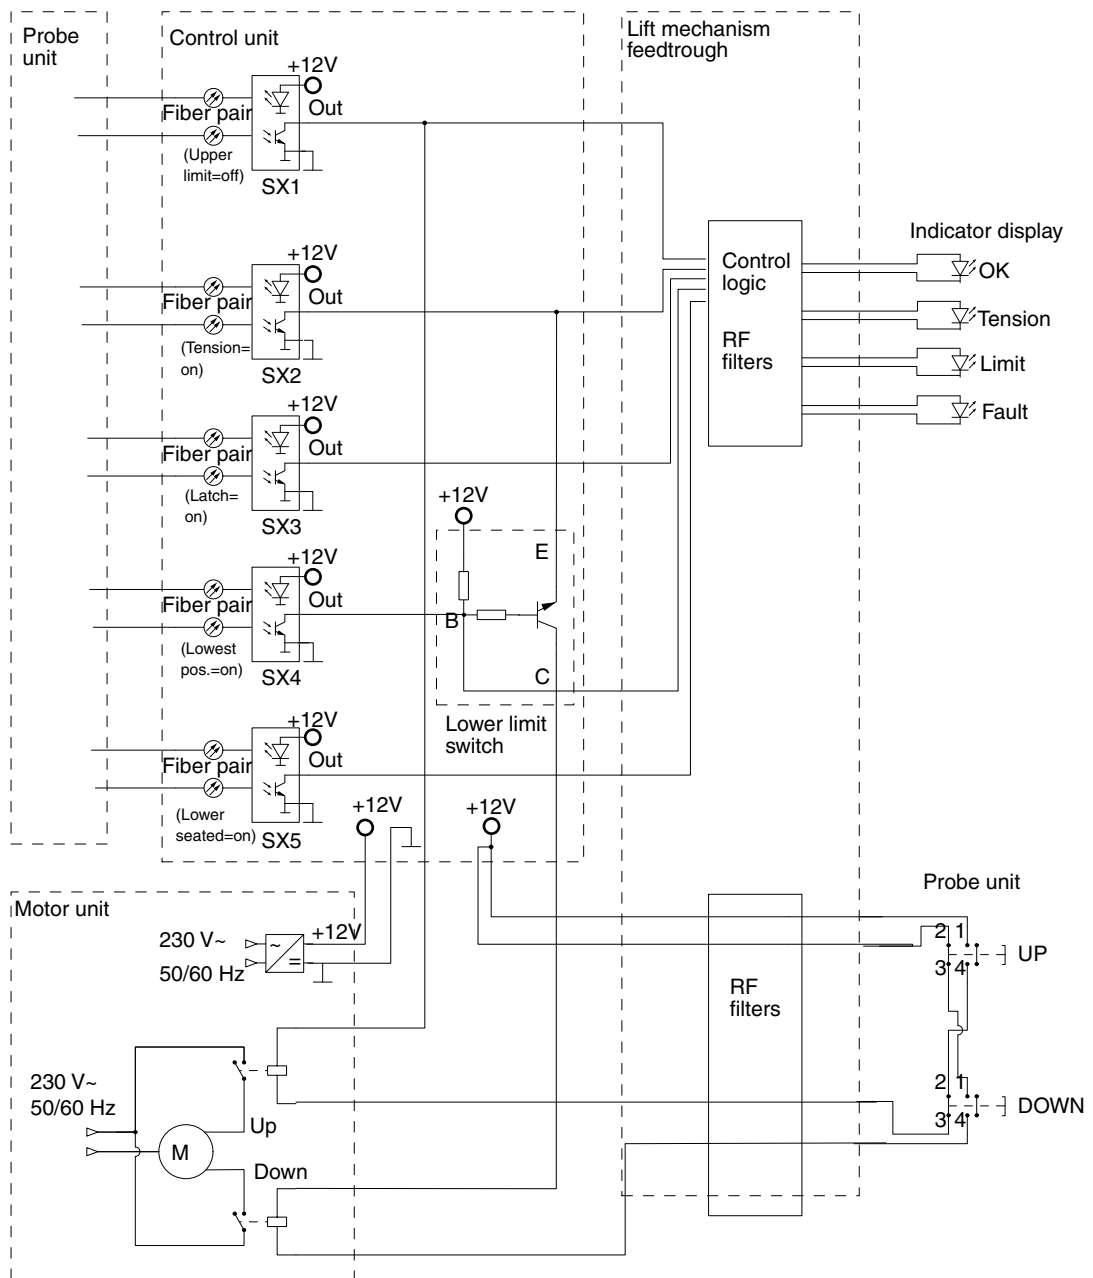 Probe
unit
Control unit
Lift mechanism
feedtrough
+12V
Out
Fiber pair
(Upper
limit=off)
SX1
+12V
Out
Fiber pair
(Tension=
on)
SX2
+12V
Out
Fiber pair
(Latch=
on)
SX3
+12V
Out
Fiber pair
(Lowest
pos.=on)
SX4
+12V
Out
Fiber pair
(Lower
seated=on)
SX5
+12V
E
B
C
Lower limit
switch
Control
logic
RF
filters
Indicator display
OK
Tension
Limit
Fault
+12V
+12V
Motor unit
230 V~
50/60 Hz
~
=
+12V
230 V~
50/60 Hz
M
Up
Down
RF
filters
Probe unit
2 1
3 4
UP
2 1
3 4
DOWN